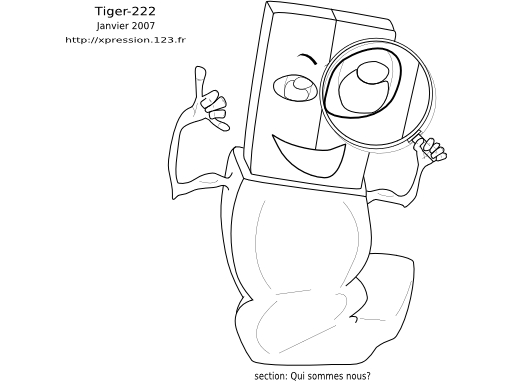 Tiger-222
Janvier 2007
http://xpression.123.fr
section: Qui sommes nous?